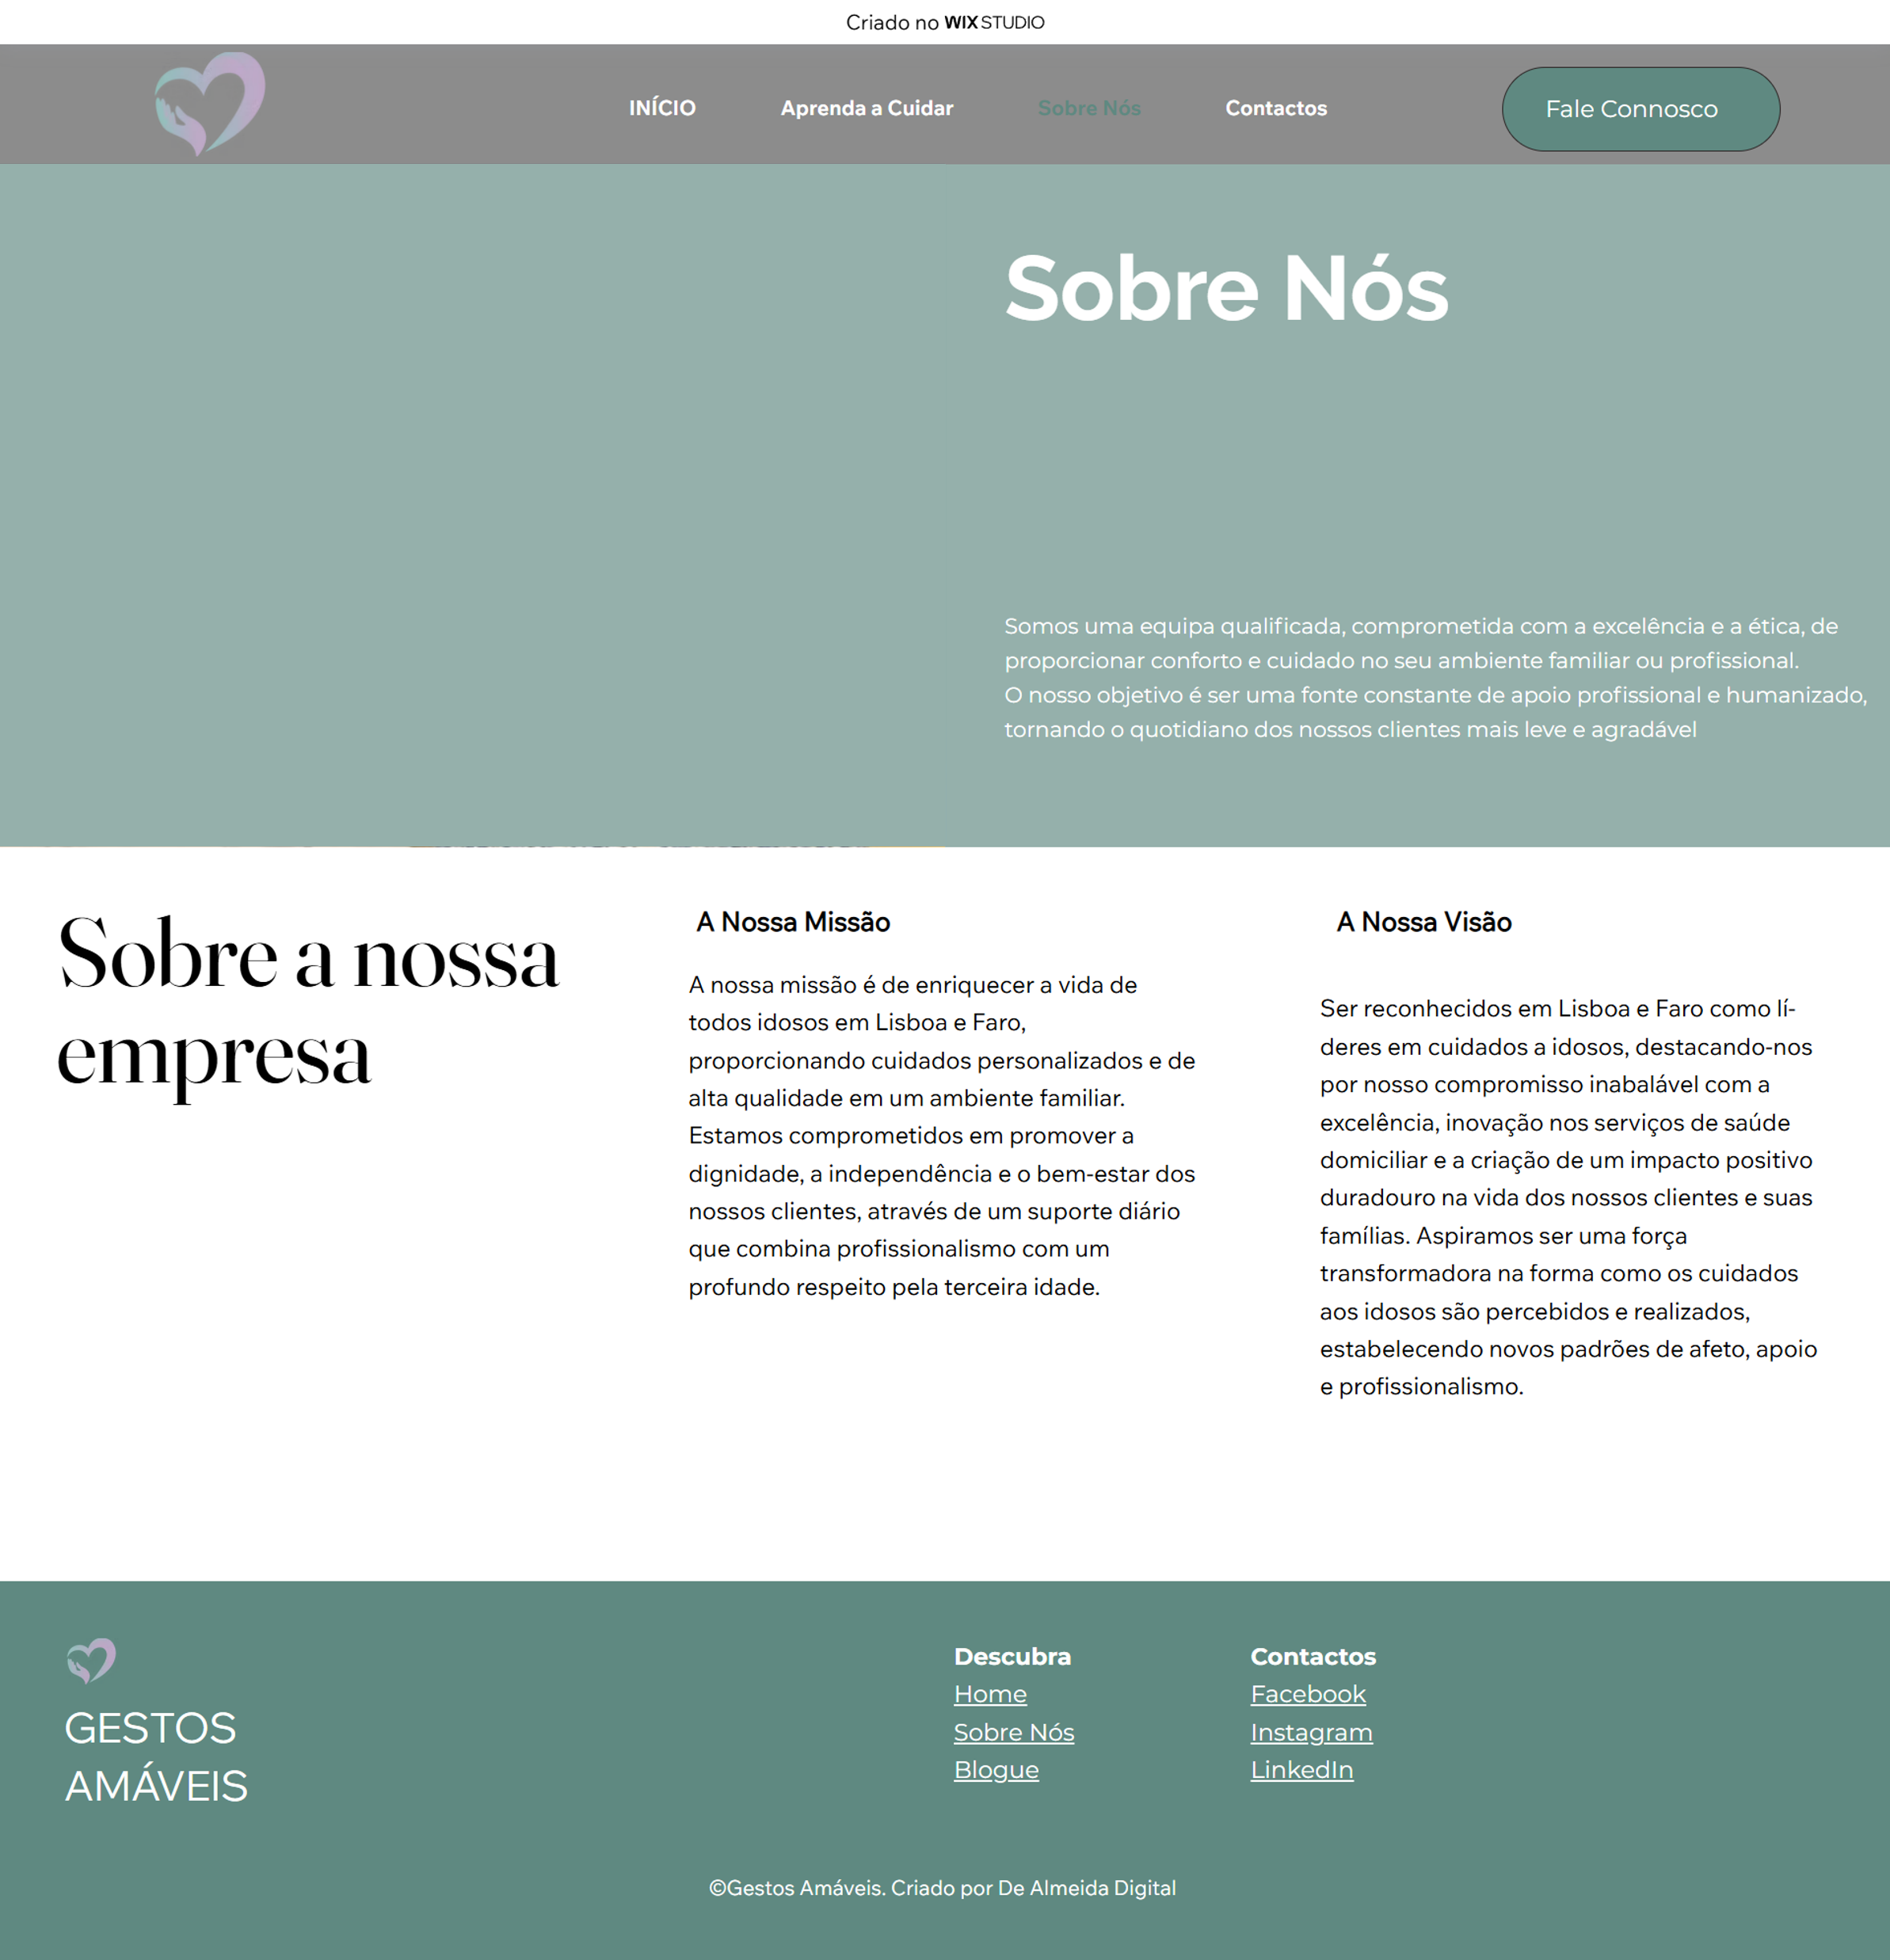 Criado no WIX STUDIO
INÍCIO
Aprenda a Cuidar
Sobre Nós
Contactos
Fale Connosco
Sobre Nós
Somos uma equipa qualificada, comprometida com a excelência e a ética, de
proporcionar conforto e cuidado no seu ambiente familiar ou profissional.
O nosso objetivo é ser uma fonte constante de apoio profissional e humanizado,
tornando o quotidiano dos nossos clientes mais leve e agradável
Sobre a nossa
empresa
A Nossa Missão
A nossa missão é de enriquecer a vida de
todos idosos em Lisboa e Faro,
proporcionando cuidados personalizados e de
alta qualidade em um ambiente familiar.
Estamos comprometidos em promover a
dignidade, a independência e o bem-estar dos
nossos clientes, através de um suporte diário
que combina profissionalismo com um
profundo respeito pela terceira idade.
A Nossa Visão
Ser reconhecidos em Lisboa e Faro como lí-
deres em cuidados a idosos, destacando-nos
por nosso compromisso inabalável com a
excelência, inovação nos serviços de saúde
domiciliar e a criação de um impacto positivo
duradouro na vida dos nossos clientes e suas
famílias. Aspiramos ser uma força
transformadora na forma como os cuidados
aos idosos são percebidos e realizados,
estabelecendo novos padrões de afeto, apoio
e profissionalismo.
GESTOS
AMÁVEIS
Descubra
Home
Sobre Nós
Blogue
Contactos
Facebook
Instagram
LinkedIn
©Gestos Amáveis. Criado por De Almeida Digital